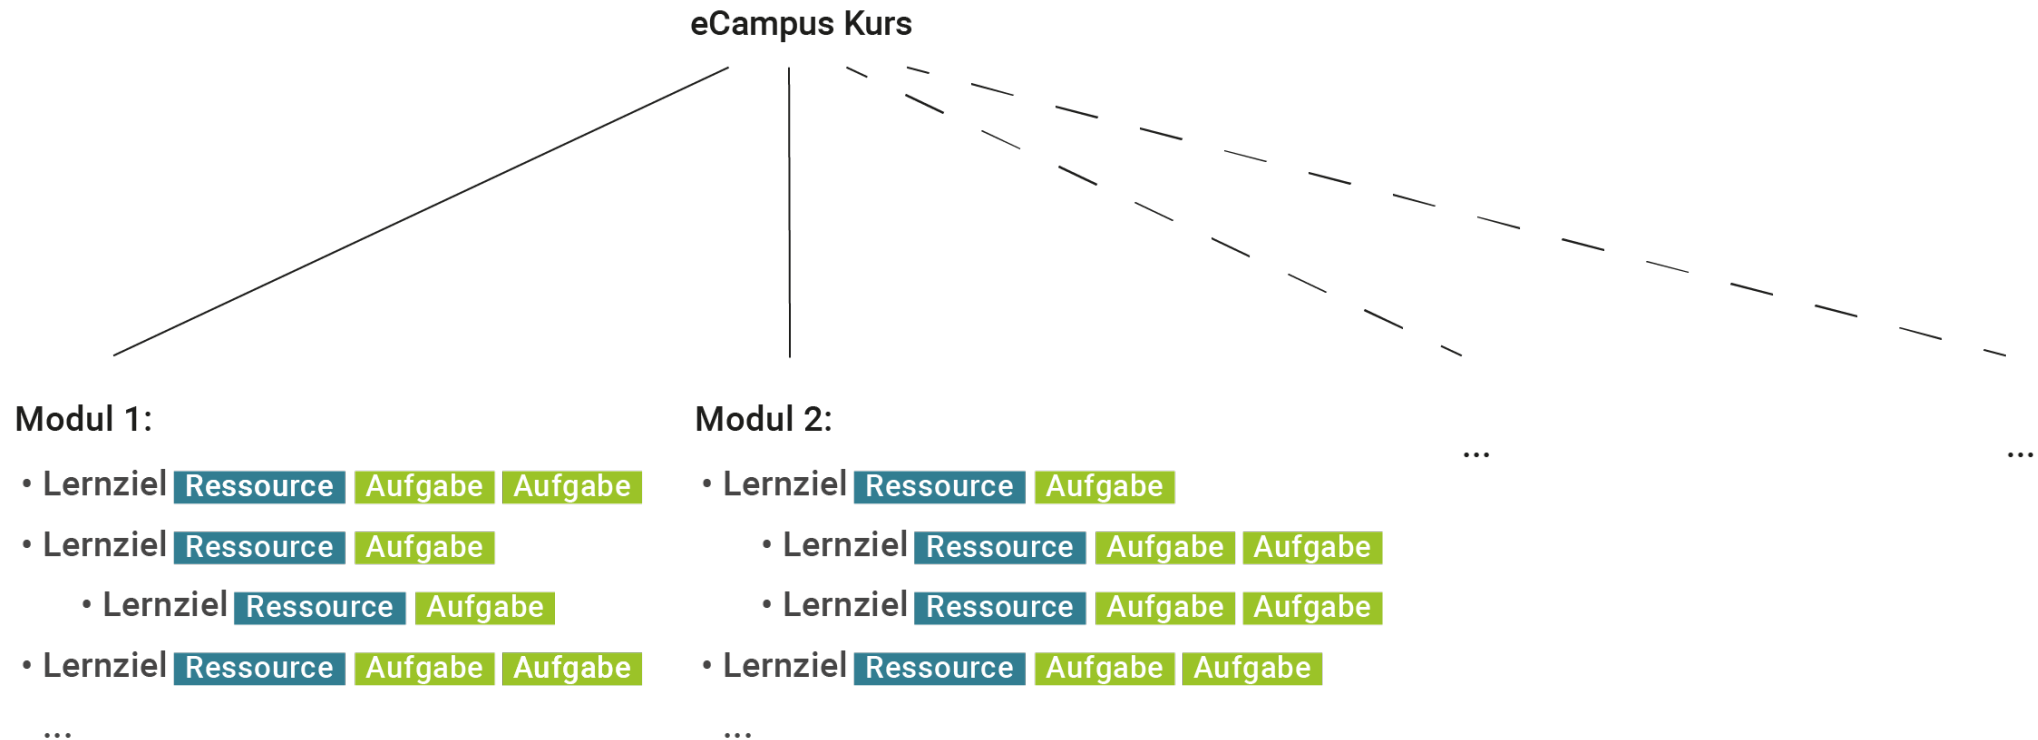 eCampus Kurs
Modul 1:
• Lernziel Ressource Aufgabe Aufgabe
• Lernziel Ressource Aufgabe
• Lernziel Ressource Aufgabe
• Lernziel Ressource Aufgabe Aufgabe
...
Modul 2:
• Lernziel Ressource Aufgabe
• Lernziel Ressource Aufgabe Aufgabe
• Lernziel Ressource Aufgabe Aufgabe
• Lernziel Ressource Aufgabe Aufgabe
...
...
...